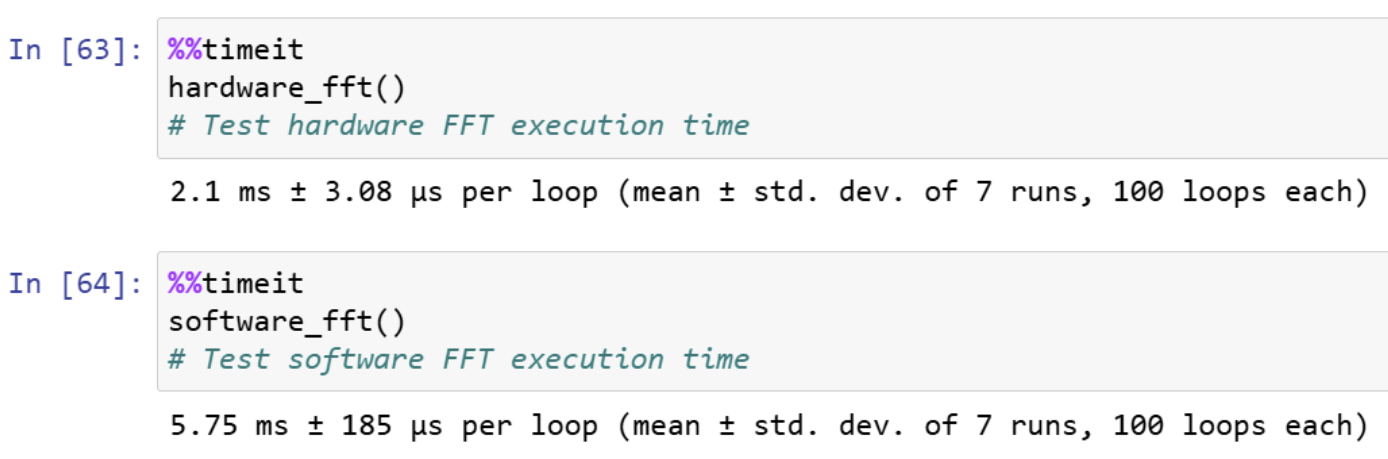 In [63]: %%timeit
hardware_fft()
# Test hardware FFT execution time
2.1 ms ± 3.08 µs per loop (mean ± std. dev. of 7 runs, 100 loops each)
In [64]: %%timeit
software_fft()
# Test software FFT execution time
5.75 ms ± 185 µs per loop (mean ± std. dev. of 7 runs, 100 loops each)